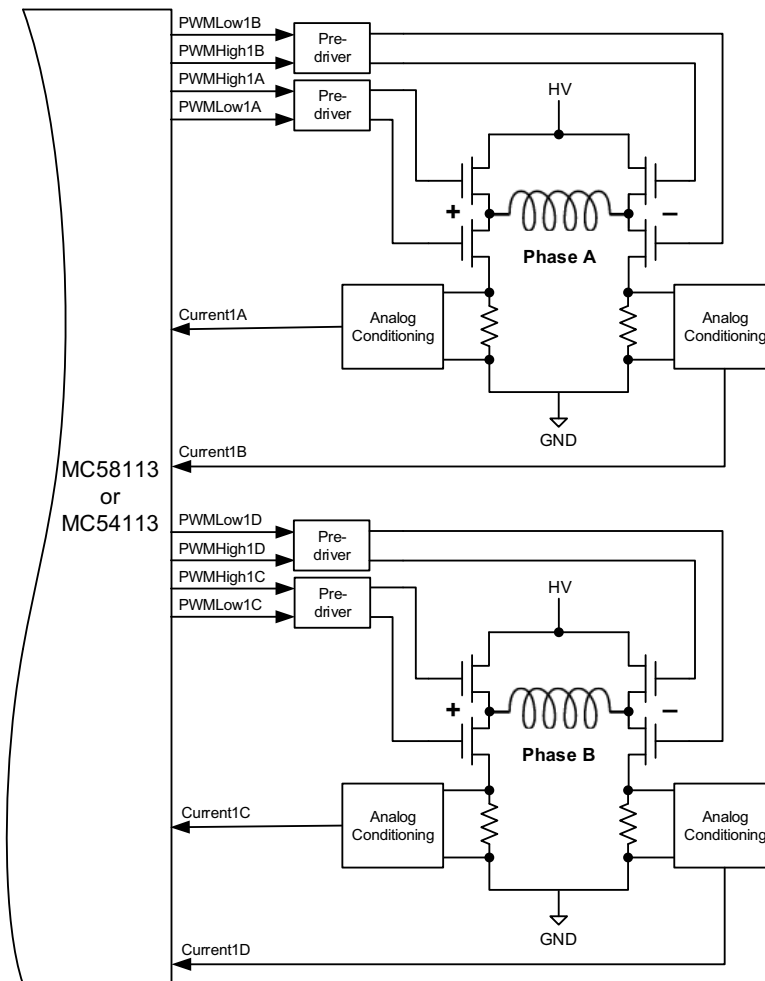 PWMLow1B
PWMHigh1B
PWMHigh1A
PWMLow1A
Pre-
driver
Pre-
driver
HV
+
−
Phase A
Current1A
Analog
Conditioning
Analog
Conditioning
GND
Current1B
MC58113
or
MC54113
PWMLow1D
PWMHigh1D
PWMHigh1C
PWMLow1C
Pre-
driver
Pre-
driver
HV
+
−
Phase B
Current1C
Analog
Conditioning
Analog
Conditioning
GND
Current1D